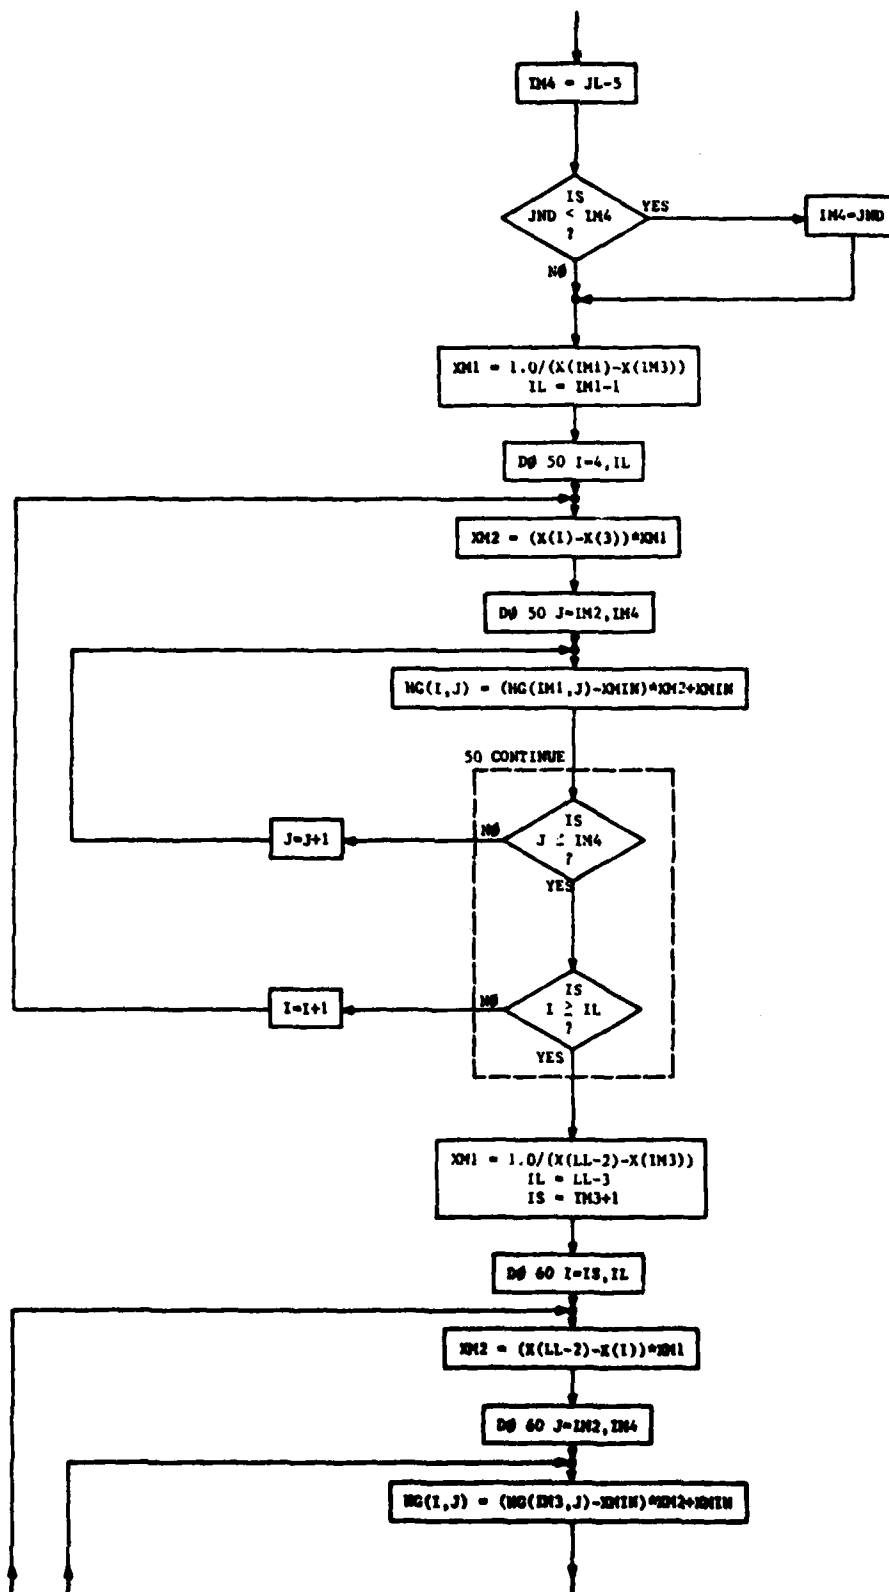 IM4 = JL-5
IS
JND < IM4
?
YES
IM4=JND
NØ
XM1 = 1.0/(X(IM1)-X(IM3))
IL = IM1-1
DØ 50 I=4,IL
XM2 = (X(I)-X(3))*XM1
DØ 50 J=IM2,IM4
HG(I,J) = (HG(IM1,J)-XMIN)*XM2+XMIN
50 CONTINUE
IS
J ≥ IM4
?
NØ
J=J+1
YES
IS
I ≥ IL
?
NØ
I=I+1
YES
XM1 = 1.0/(X(LL-2)-X(IM3))
IL = LL-3
IS = IM3+1
DØ 60 I=IS,IL
XM2 = (X(LL-2)-X(I))*XM1
DØ 60 J=IM2,IM4
HG(I,J) = (HG(IM3,J)-XMIN)*XM2+XMIN